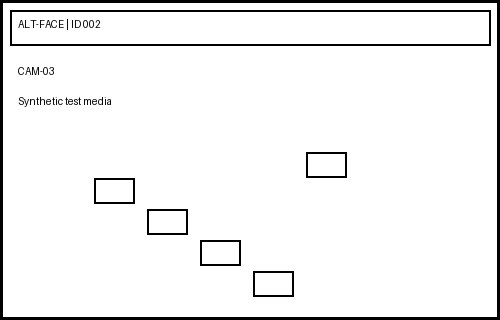 ALT-FACE | ID002
CAM-03
Synthetic test media